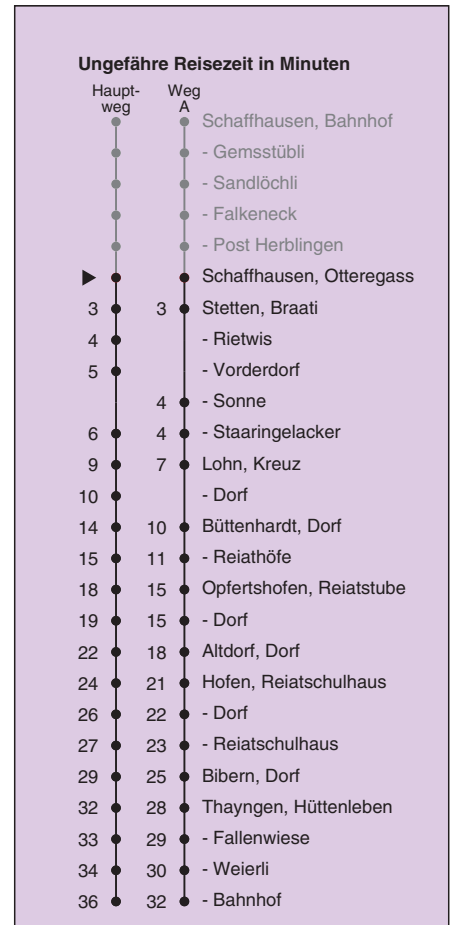 Ungefähre Reisezeit in Minuten
Haupt- Weg
weg A
Schaffhausen, Bahnhof
- Gemsstübli
- Sandlöchli
- Falkeneck
- Post Herblingen
Schaffhausen, Otteregass
3 3 Stetten, Braati
4 - Rietwis
5 - Vorderdorf
4 - Sonne
6 4 - Staaringelacker
9 7 Lohn, Kreuz
10 - Dorf
14 10 Büttenhardt, Dorf
15 11 - Reiathöfe
18 15 Opfertshofen, Reiatstube
19 15 - Dorf
22 18 Altdorf, Dorf
24 21 Hofen, Reiatschulhaus
26 22 - Dorf
27 23 - Reiatschulhaus
29 25 Bibern, Dorf
32 28 Thayngen, Hüttenleben
33 29 - Fallenwiese
34 30 - Weierli
36 32 - Bahnhof